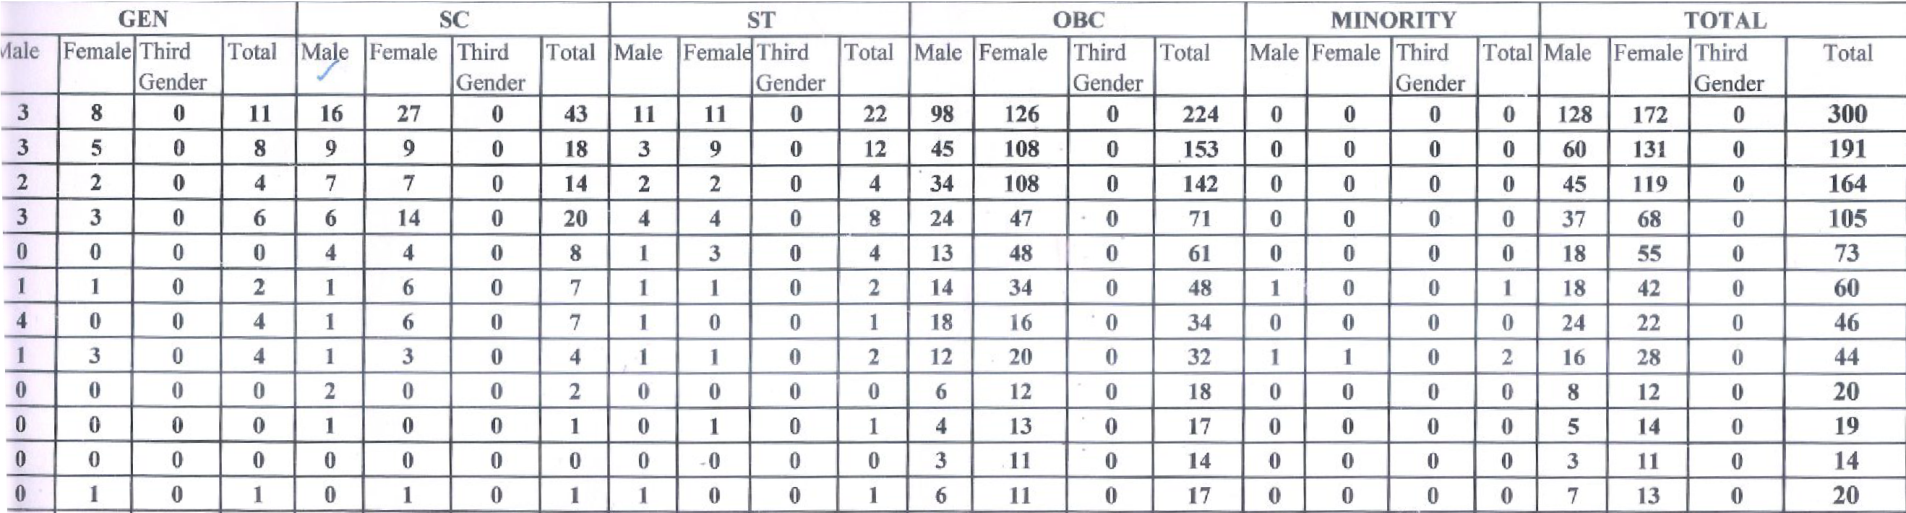 GEN SC ST OBC MINORITY TOTAL
Male Female Third Gender Total Male Female Third Gender Total Male Female Third Gender Total Male Female Third Gender Total Male Female Third Gender Total Male Female Third Gender Total
3 8 0 11 16 27 0 43 11 11 0 22 98 126 0 224 0 0 0 0 128 172 0 300
3 5 0 8 9 9 0 18 3 9 0 12 45 108 0 153 0 0 0 0 60 131 0 191
2 2 0 4 7 7 0 14 2 2 0 4 34 108 0 142 0 0 0 0 45 119 0 164
3 3 0 6 6 14 0 20 4 4 0 8 24 47 0 71 0 0 0 0 37 68 0 105
0 0 0 0 4 4 0 8 1 3 0 4 13 48 0 61 0 0 0 0 18 55 0 73
1 1 0 2 1 6 0 7 1 1 0 2 14 34 0 48 1 0 0 1 18 42 0 60
4 0 0 4 1 6 0 7 1 0 0 1 18 16 0 34 0 0 0 0 24 22 0 46
1 3 0 4 1 3 0 4 1 1 0 2 12 20 0 32 1 1 0 2 16 28 0 44
0 0 0 0 2 0 0 2 0 0 0 0 6 12 0 18 0 0 0 0 8 12 0 20
0 0 0 0 1 0 0 1 0 1 0 1 4 13 0 17 0 0 0 0 5 14 0 19
0 0 0 0 0 0 0 0 0 0 0 0 3 11 0 14 0 0 0 0 3 11 0 14
0 1 0 1 0 1 0 1 1 0 0 1 6 11 0 17 0 0 0 0 7 13 0 20